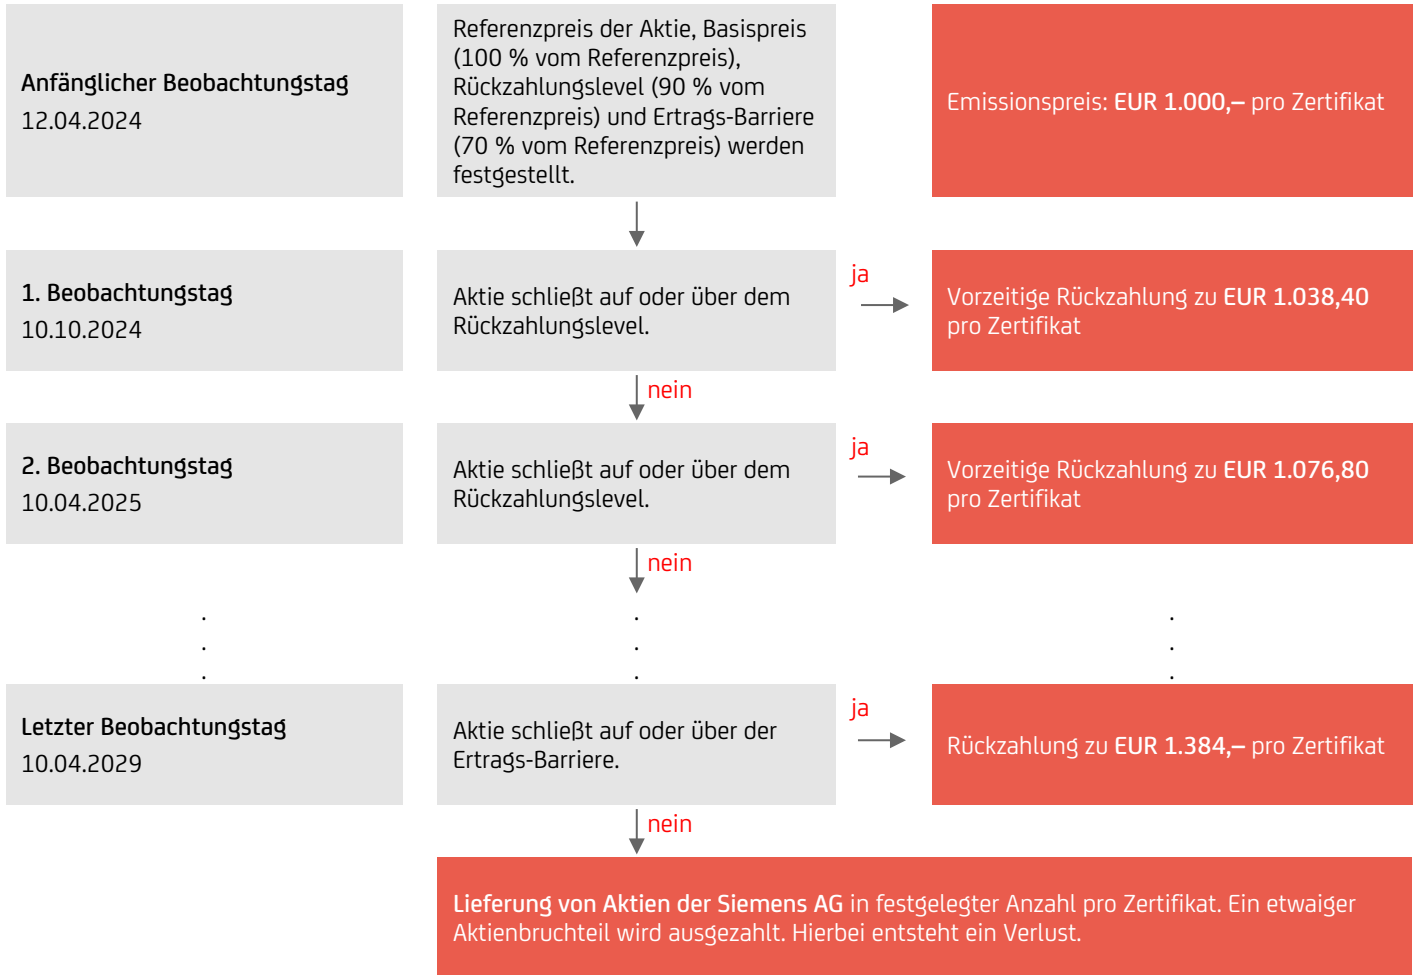 Anfänglicher Beobachtungstag
12.04.2024
Referenzpreis der Aktie, Basispreis
(100 % vom Referenzpreis),
Rückzahlungslevel (90 % vom
Referenzpreis) und Ertrags-Barriere
(70 % vom Referenzpreis) werden
festgestellt.
Emissionspreis: EUR 1.000,– pro Zertifikat
1. Beobachtungstag
10.10.2024
Aktie schließt auf oder über dem
Rückzahlungslevel.
ja
Vorzeitige Rückzahlung zu EUR 1.038,40
pro Zertifikat
nein
2. Beobachtungstag
10.04.2025
Aktie schließt auf oder über dem
Rückzahlungslevel.
ja
Vorzeitige Rückzahlung zu EUR 1.076,80
pro Zertifikat
nein
. . .
. . .
. . .
Letzter Beobachtungstag
10.04.2029
Aktie schließt auf oder über der
Ertrags-Barriere.
ja
Rückzahlung zu EUR 1.384,– pro Zertifikat
nein
Lieferung von Aktien der Siemens AG in festgelegter Anzahl pro Zertifikat. Ein etwaiger
Aktienbruchteil wird ausgezahlt. Hierbei entsteht ein Verlust.